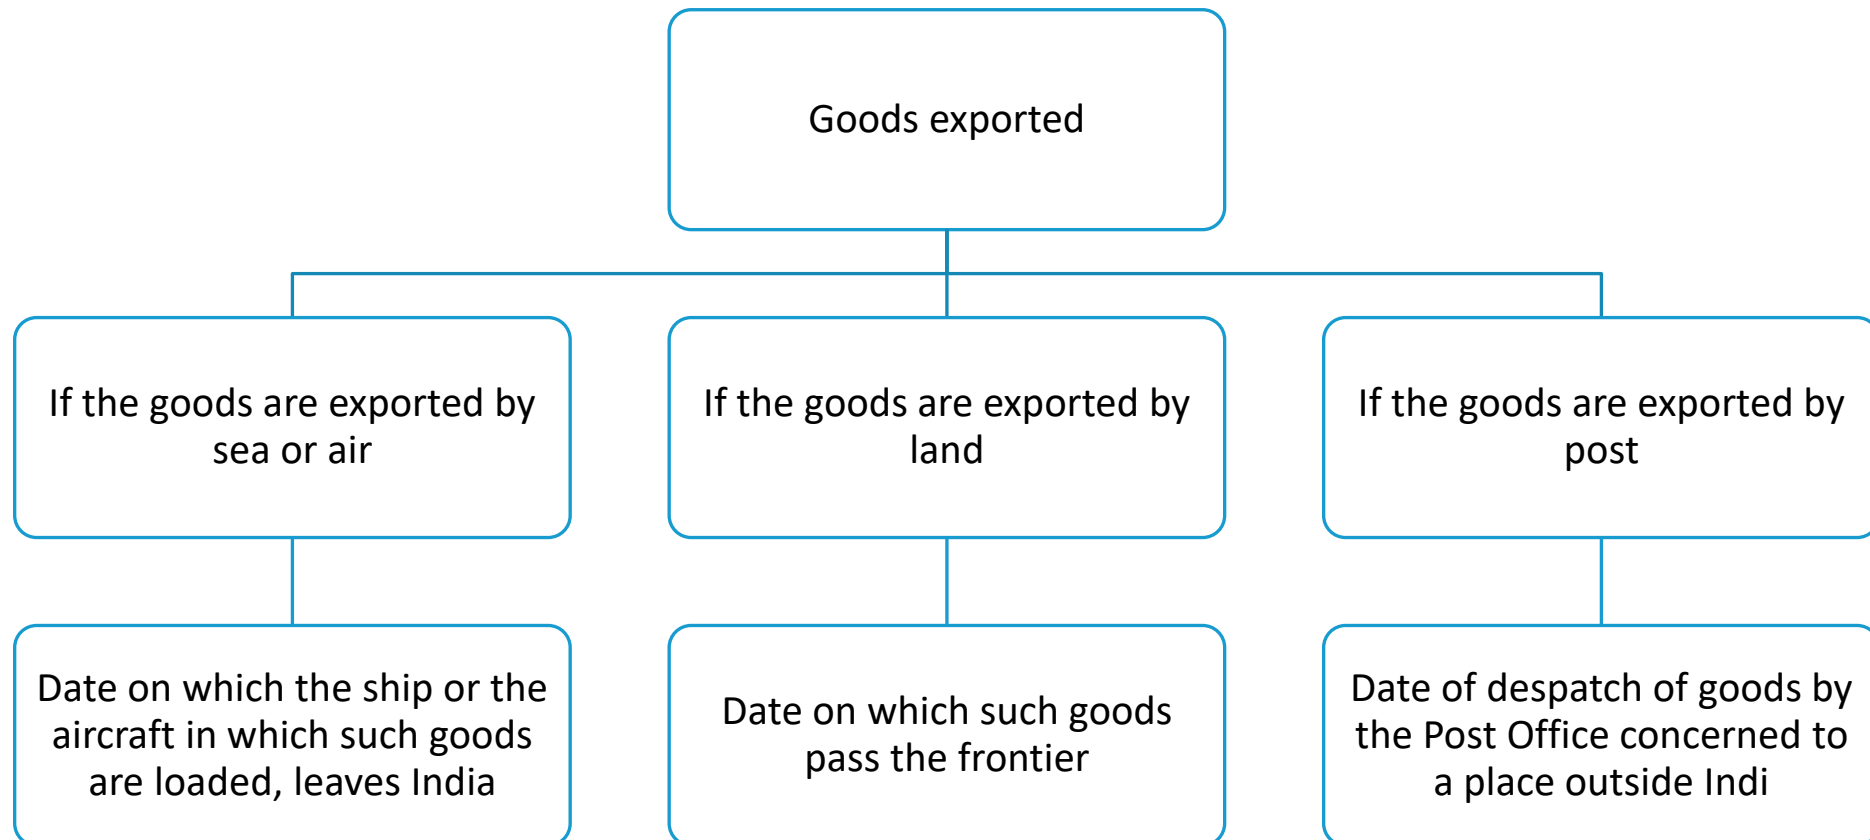 Goods exported
If the goods are exported by
sea or air
If the goods are exported by
land
If the goods are exported by
post
Date on which the ship or the
aircraft in which such goods
are loaded, leaves India
Date on which such goods
pass the frontier
Date of despatch of goods by
the Post Office concerned to
a place outside Indi